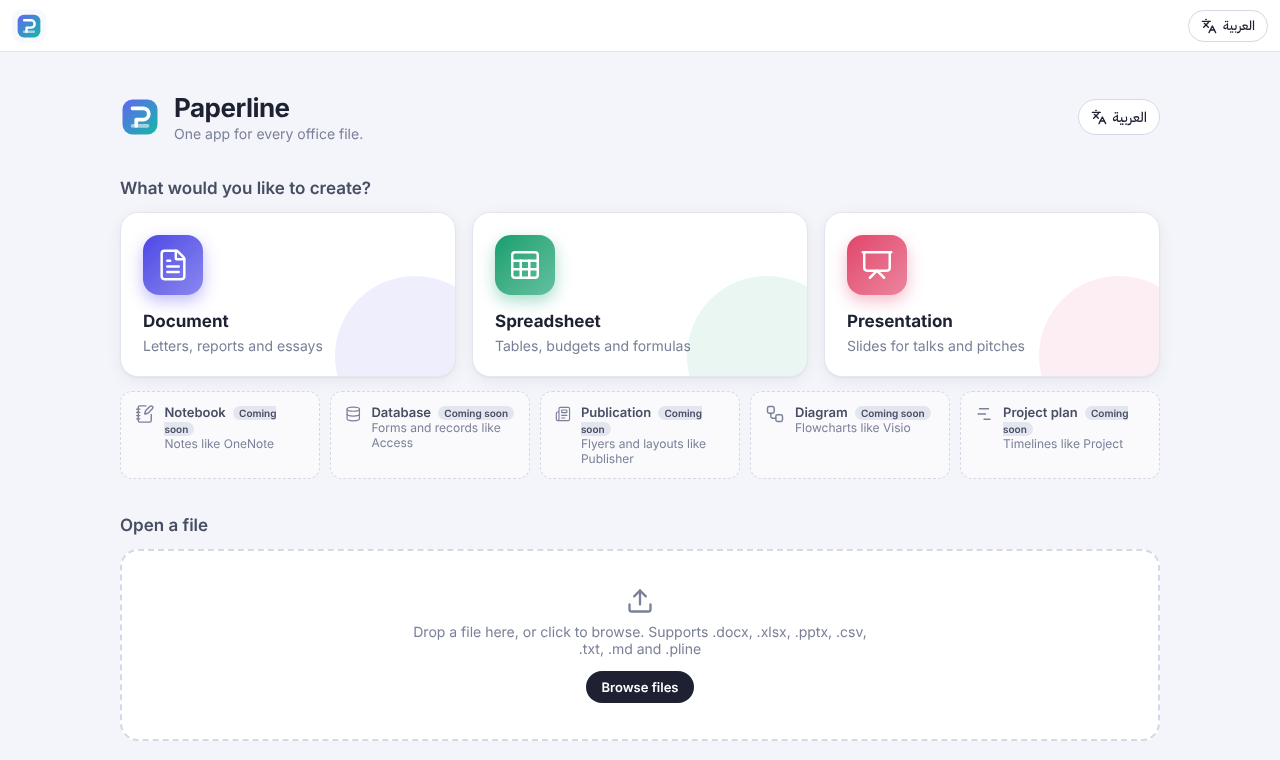 العربية
Paperline
One app for every office file.
العربية
What would you like to create?
Document
Letters, reports and essays
Spreadsheet
Tables, budgets and formulas
Presentation
Slides for talks and pitches
Notebook Coming
soon
Notes like OneNote
Database Coming soon
Forms and records like
Access
Publication Coming
soon
Flyers and layouts like
Publisher
Diagram Coming soon
Flowcharts like Visio
Project plan Coming
soon
Timelines like Project
Open a file
Drop a file here, or click to browse. Supports .docx, .xlsx, .pptx, .csv,
.txt, .md and .pline
Browse files